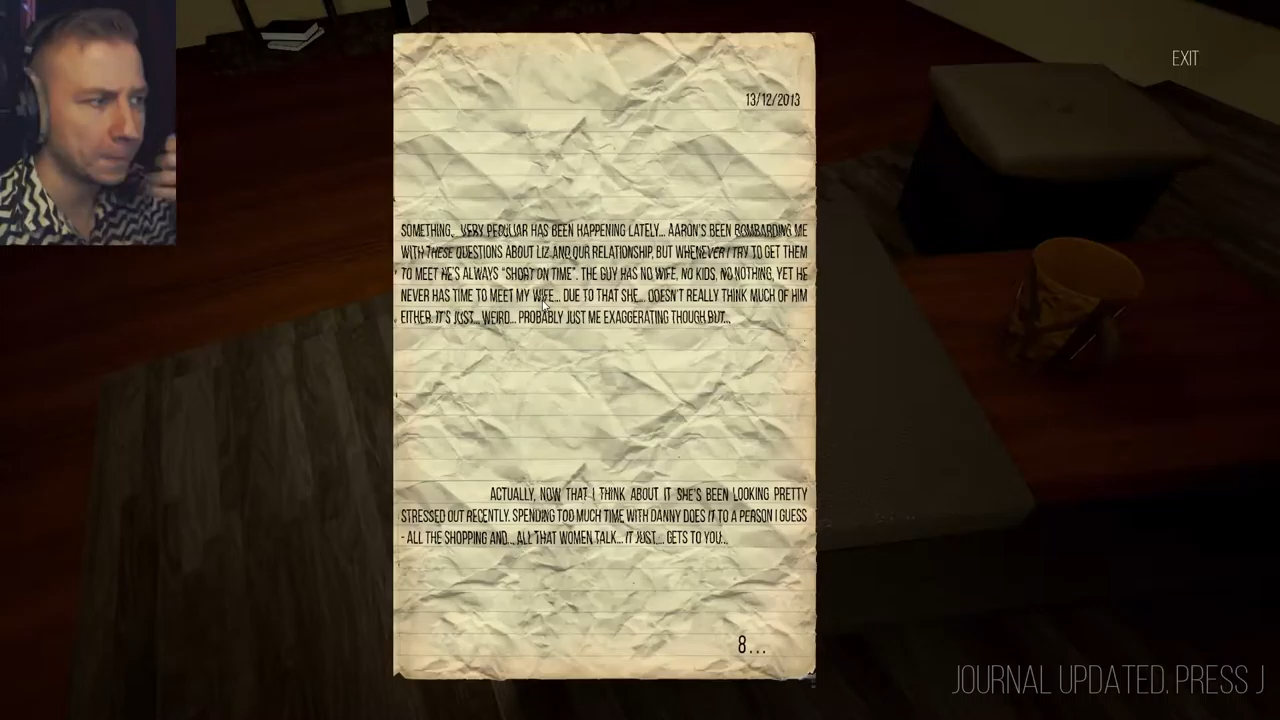 EXIT
13/12/2013
SOMETHING, VERY PECULIAR HAS BEEN HAPPENING LATELY... AARON'S BEEN BOMBARDING ME
WITH THESE QUESTIONS ABOUT LIZ AND OUR RELATIONSHIP, BUT WHENEVER I TRY TO GET THEM
TO MEET HE'S ALWAYS "SHORT ON TIME". THE GUY HAS NO WIFE, NO KIDS, NO NOTHING, YET HE
NEVER HAS TIME TO MEET MY WIFE... DUE TO THAT SHE... DOESN'T REALLY THINK MUCH OF HIM
EITHER. IT'S JUST... WEIRD... PROBABLY JUST ME EXAGGERATING THOUGH BUT...
ACTUALLY, NOW THAT I THINK ABOUT IT SHE'S BEEN LOOKING PRETTY
STRESSED OUT RECENTLY. SPENDING TOO MUCH TIME WITH DANNY DOES IT TO A PERSON I GUESS
- ALL THE SHOPPING AND... ALL THAT WOMEN TALK... IT JUST... GETS TO YOU...
8...
JOURNAL UPDATED. PRESS J